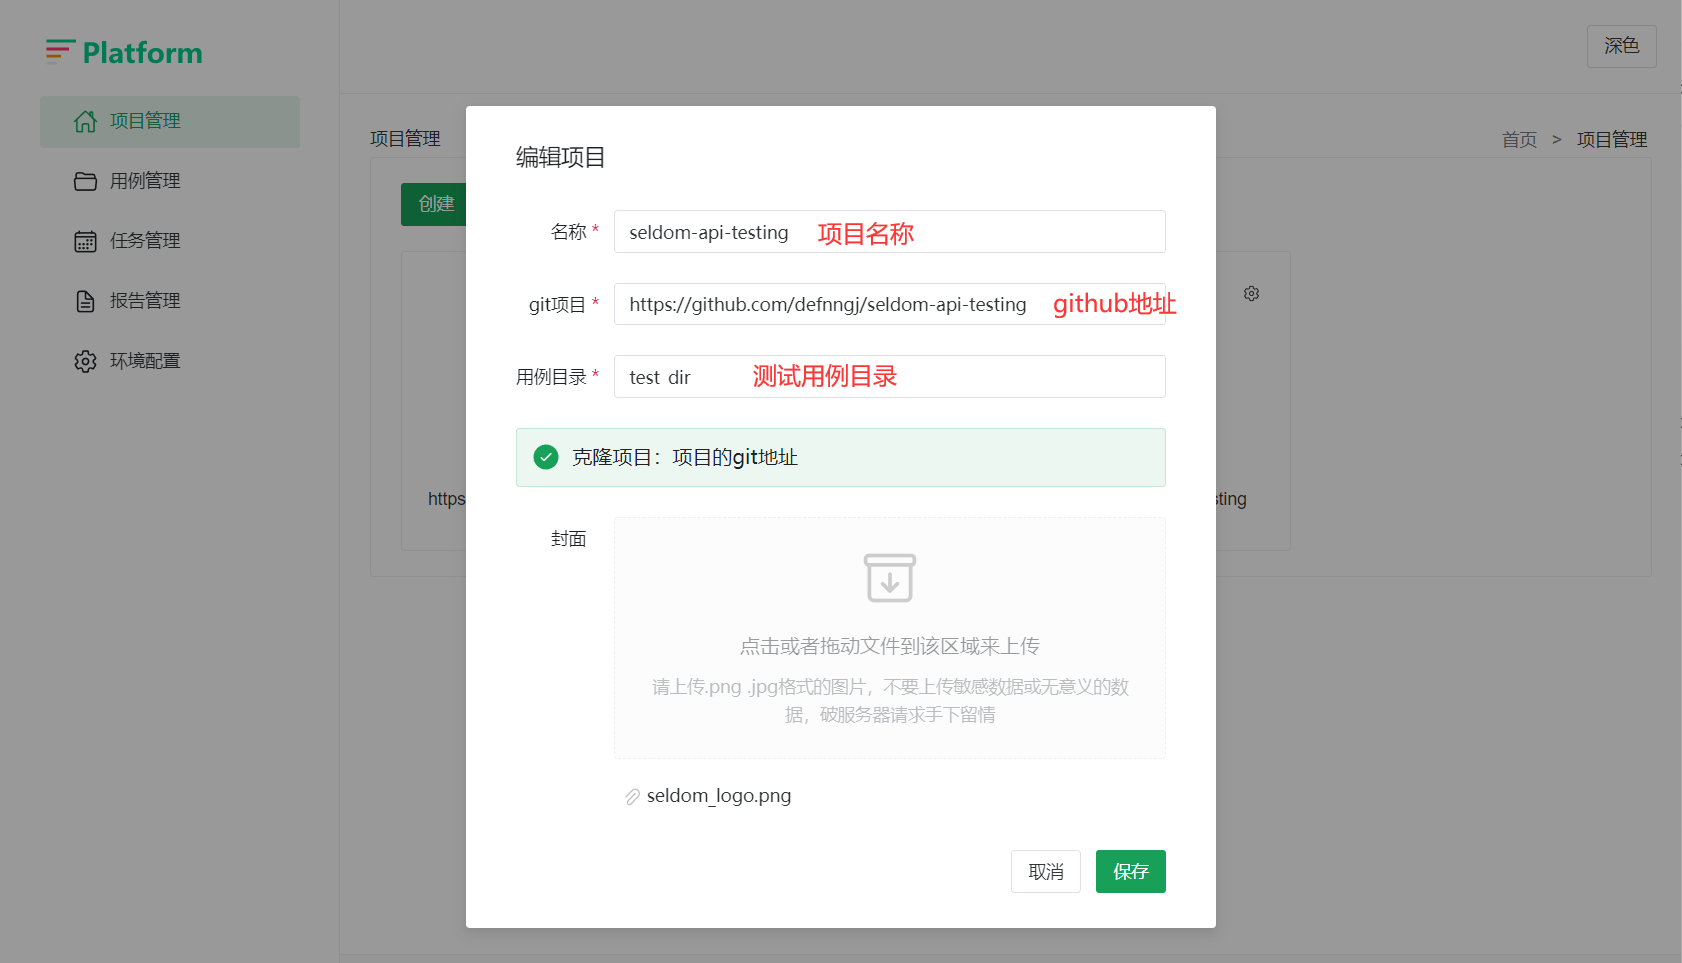 Platform
深色
项目管理
用例管理
任务管理
报告管理
环境配置
项目管理
首页 > 项目管理
创建
https
sting
编辑项目
名称 * seldom-api-testing 项目名称
git项目 * https://github.com/defnngj/seldom-api-testing github地址
用例目录 * test_dir 测试用例目录
克隆项目：项目的git地址
封面
点击或者拖动文件到该区域来上传
请上传.png .jpg格式的图片，不要上传敏感数据或无意义的数
据，破服务器请求手下留情
seldom_logo.png
取消 保存